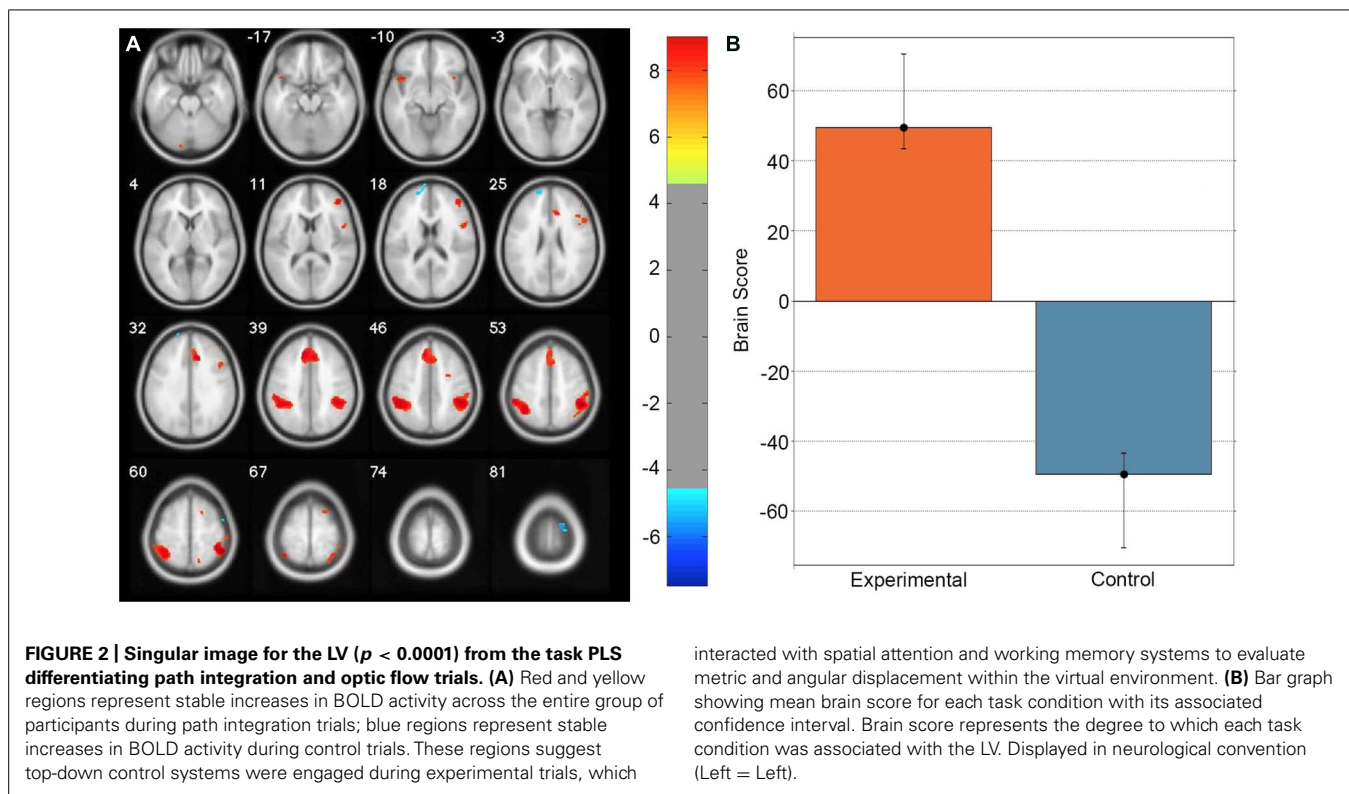 A
-17
-10
-3
4
11
18
25
32
39
46
53
60
67
74
81
8
6
4
2
0
-2
-4
-6
B
60
40
20
0
-20
-40
-60
Brain Score
Experimental
Control
FIGURE 2 | Singular image for the LV (p < 0.0001) from the task PLS
differentiating path integration and optic flow trials. (A) Red and yellow
regions represent stable increases in BOLD activity across the entire group of
participants during path integration trials; blue regions represent stable
increases in BOLD activity during control trials. These regions suggest
top-down control systems were engaged during experimental trials, which
interacted with spatial attention and working memory systems to evaluate
metric and angular displacement within the virtual environment. (B) Bar graph
showing mean brain score for each task condition with its associated
confidence interval. Brain score represents the degree to which each task
condition was associated with the LV. Displayed in neurological convention
(Left = Left).